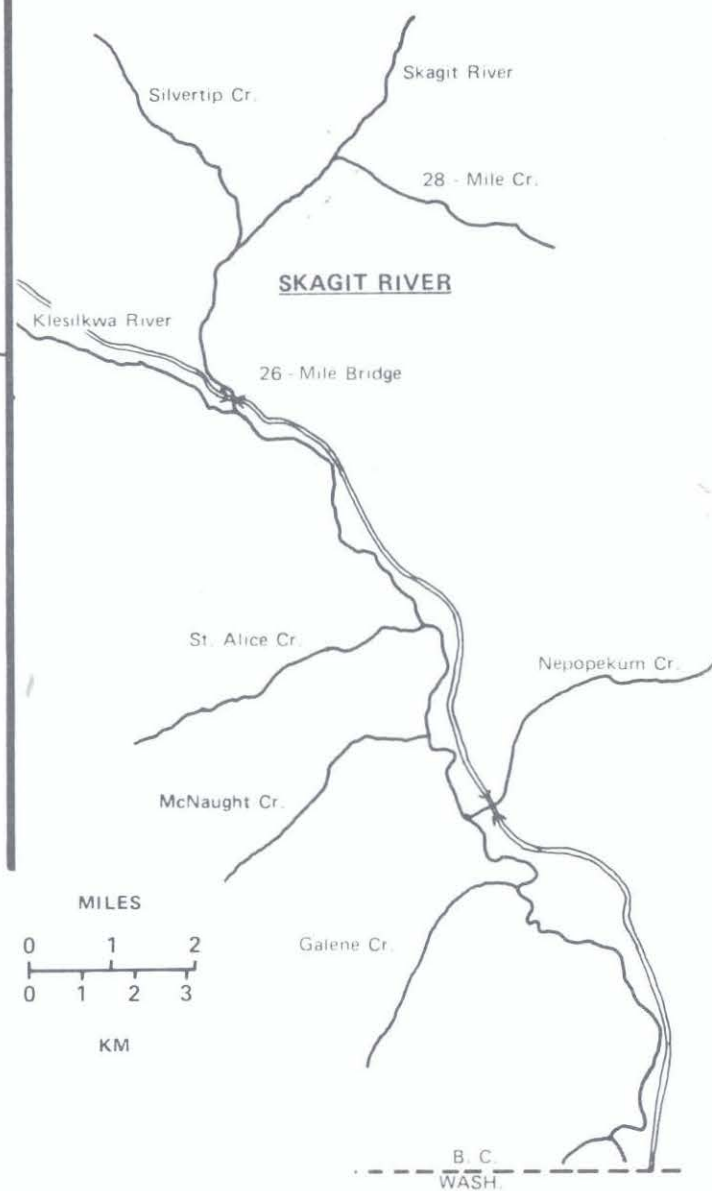 Skagit River
Silvertip Cr.
28 - Mile Cr.
SKAGIT RIVER
Klesilkwa River
26 - Mile Bridge
St. Alice Cr.
Nepopekum Cr.
McNaught Cr.
MILES
0 1 2
0 1 2 3
KM
Galene Cr.
B. C.
WASH.